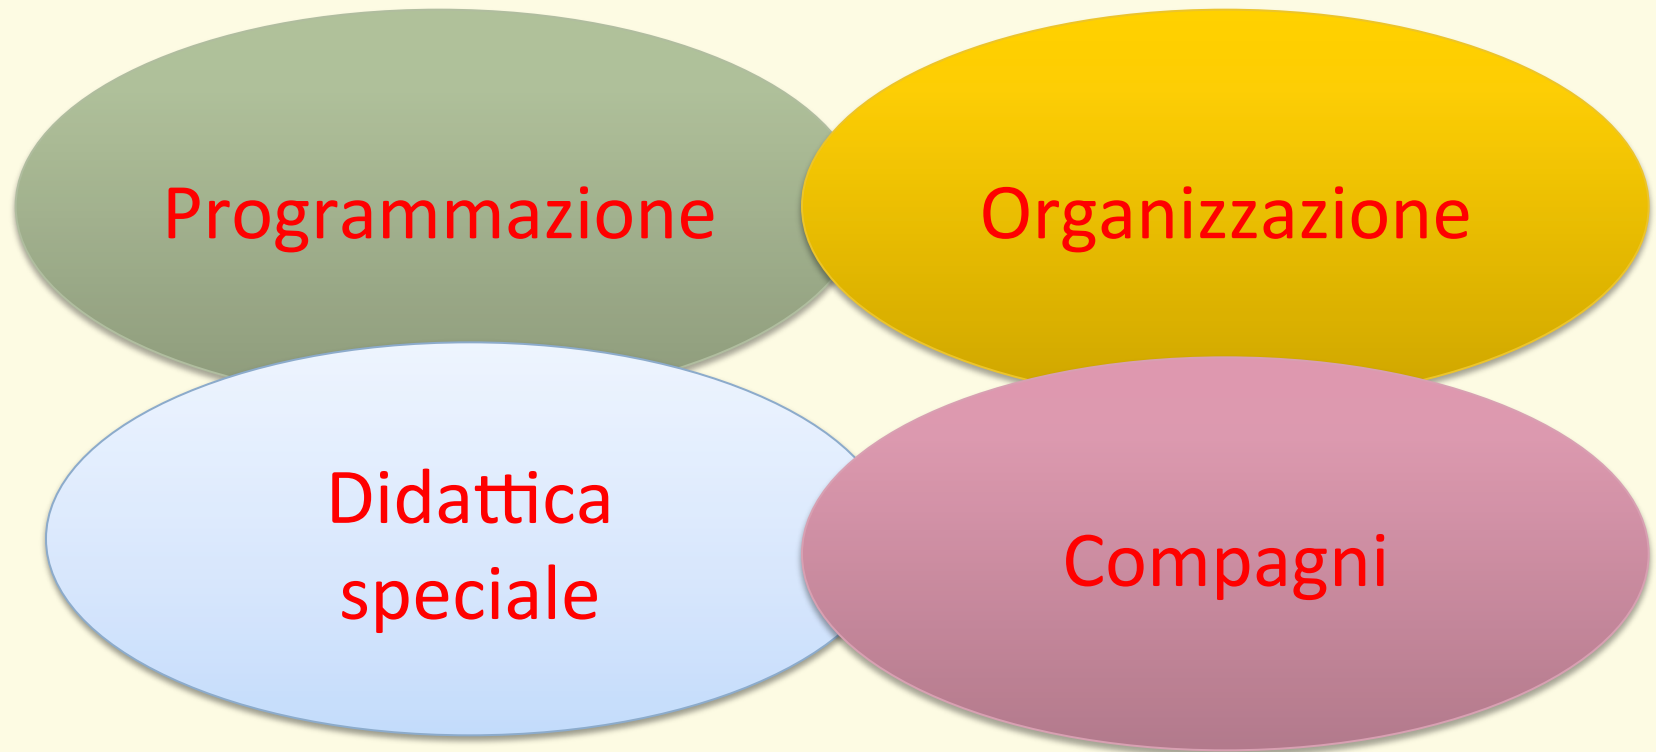 Programmazione
Organizzazione
Didattica
speciale
Compagni